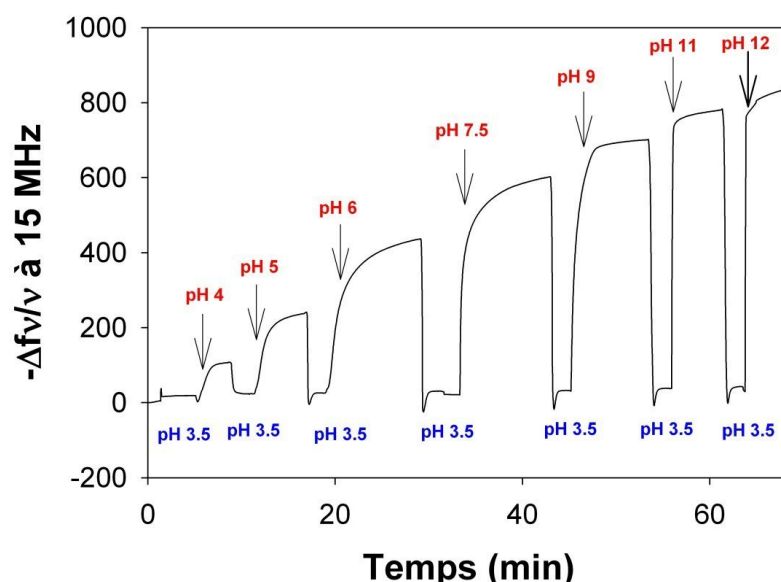 1000
800
600
400
200
0
-200
-Δfν/ν à 15 MHz
pH 4
pH 5
pH 6
pH 7.5
pH 9
pH 11
pH 12
pH 3.5
pH 3.5
pH 3.5
pH 3.5
pH 3.5
pH 3.5
pH 3.5
0
20
40
60
Temps (min)